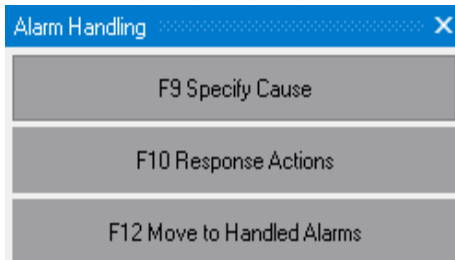 Alarm Handling
F9 Specify Cause
F10 Response Actions
F12 Move to Handled Alarms